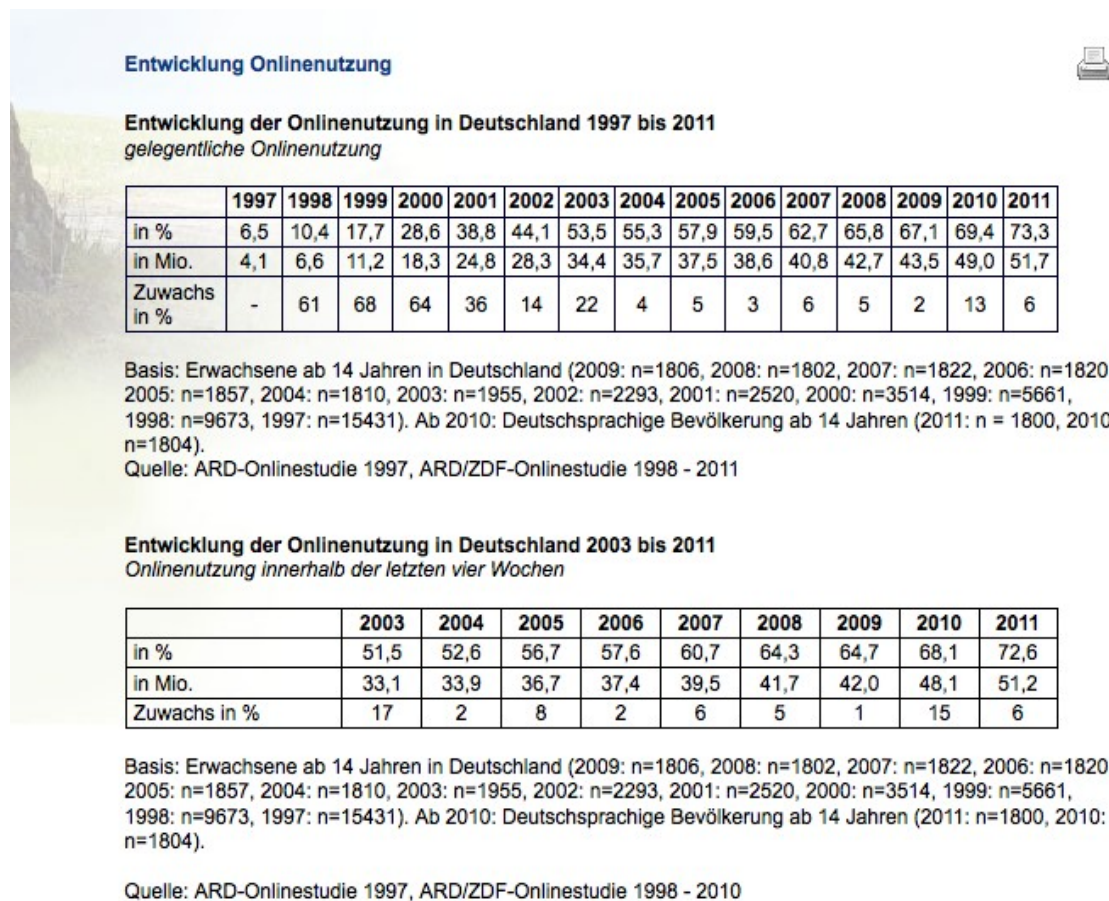 Entwicklung Onlinenutzung
Entwicklung der Onlinenutzung in Deutschland 1997 bis 2011
gelegentliche Onlinenutzung
1997 1998 1999 2000 2001 2002 2003 2004 2005 2006 2007 2008 2009 2010 2011
in % 6,5 10,4 17,7 28,6 38,8 44,1 53,5 55,3 57,9 59,5 62,7 65,8 67,1 69,4 73,3
in Mio. 4,1 6,6 11,2 18,3 24,8 28,3 34,4 35,7 37,5 38,6 40,8 42,7 43,5 49,0 51,7
Zuwachs
in % - 61 68 64 36 14 22 4 5 3 6 5 2 13 6
Basis: Erwachsene ab 14 Jahren in Deutschland (2009: n=1806, 2008: n=1802, 2007: n=1822, 2006: n=1820
2005: n=1857, 2004: n=1810, 2003: n=1955, 2002: n=2293, 2001: n=2520, 2000: n=3514, 1999: n=5661,
1998: n=9673, 1997: n=15431). Ab 2010: Deutschsprachige Bevölkerung ab 14 Jahren (2011: n = 1800, 2010
n=1804).
Quelle: ARD-Onlinestudie 1997, ARD/ZDF-Onlinestudie 1998 - 2011
Entwicklung der Onlinenutzung in Deutschland 2003 bis 2011
Onlinenutzung innerhalb der letzten vier Wochen
2003 2004 2005 2006 2007 2008 2009 2010 2011
in % 51,5 52,6 56,7 57,6 60,7 64,3 64,7 68,1 72,6
in Mio. 33,1 33,9 36,7 37,4 39,5 41,7 42,0 48,1 51,2
Zuwachs in % 17 2 8 2 6 5 1 15 6
Basis: Erwachsene ab 14 Jahren in Deutschland (2009: n=1806, 2008: n=1802, 2007: n=1822, 2006: n=1820
2005: n=1857, 2004: n=1810, 2003: n=1955, 2002: n=2293, 2001: n=2520, 2000: n=3514, 1999: n=5661,
1998: n=9673, 1997: n=15431). Ab 2010: Deutschsprachige Bevölkerung ab 14 Jahren (2011: n=1800, 2010:
n=1804).
Quelle: ARD-Onlinestudie 1997, ARD/ZDF-Onlinestudie 1998 - 2010